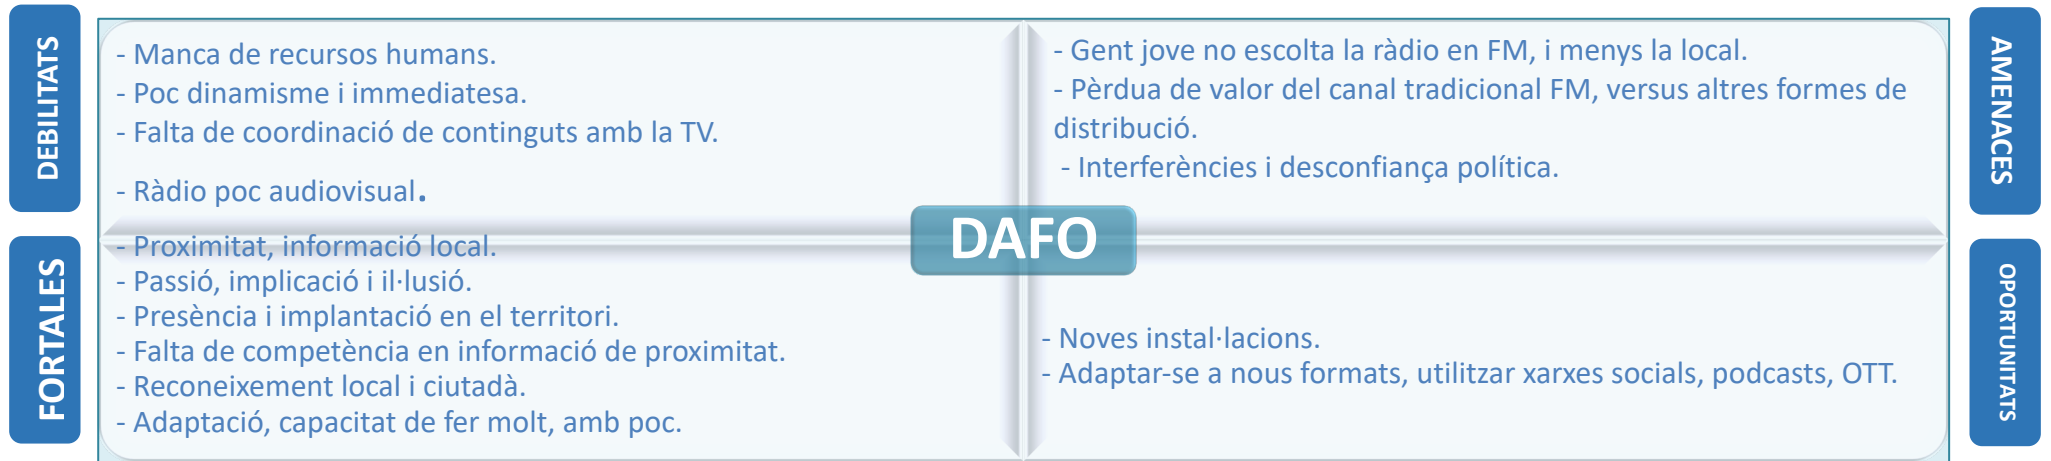 DEBILITATS
- Manca de recursos humans.
- Poc dinamisme i immediatesa.
- Falta de coordinació de continguts amb la TV.
- Ràdio poc audiovisual.
AMENACES
- Gent jove no escolta la ràdio en FM, i menys la local.
- Pèrdua de valor del canal tradicional FM, versus altres formes de
distribució.
- Interferències i desconfiança política.
DAFO
FORTALES
- Proximitat, informació local.
- Passió, implicació i il·lusió.
- Presència i implantació en el territori.
- Falta de competència en informació de proximitat.
- Reconeixement local i ciutadà.
- Adaptació, capacitat de fer molt, amb poc.
OPORTUNITATS
- Noves instal·lacions.
- Adaptar-se a nous formats, utilitzar xarxes socials, podcasts, OTT.